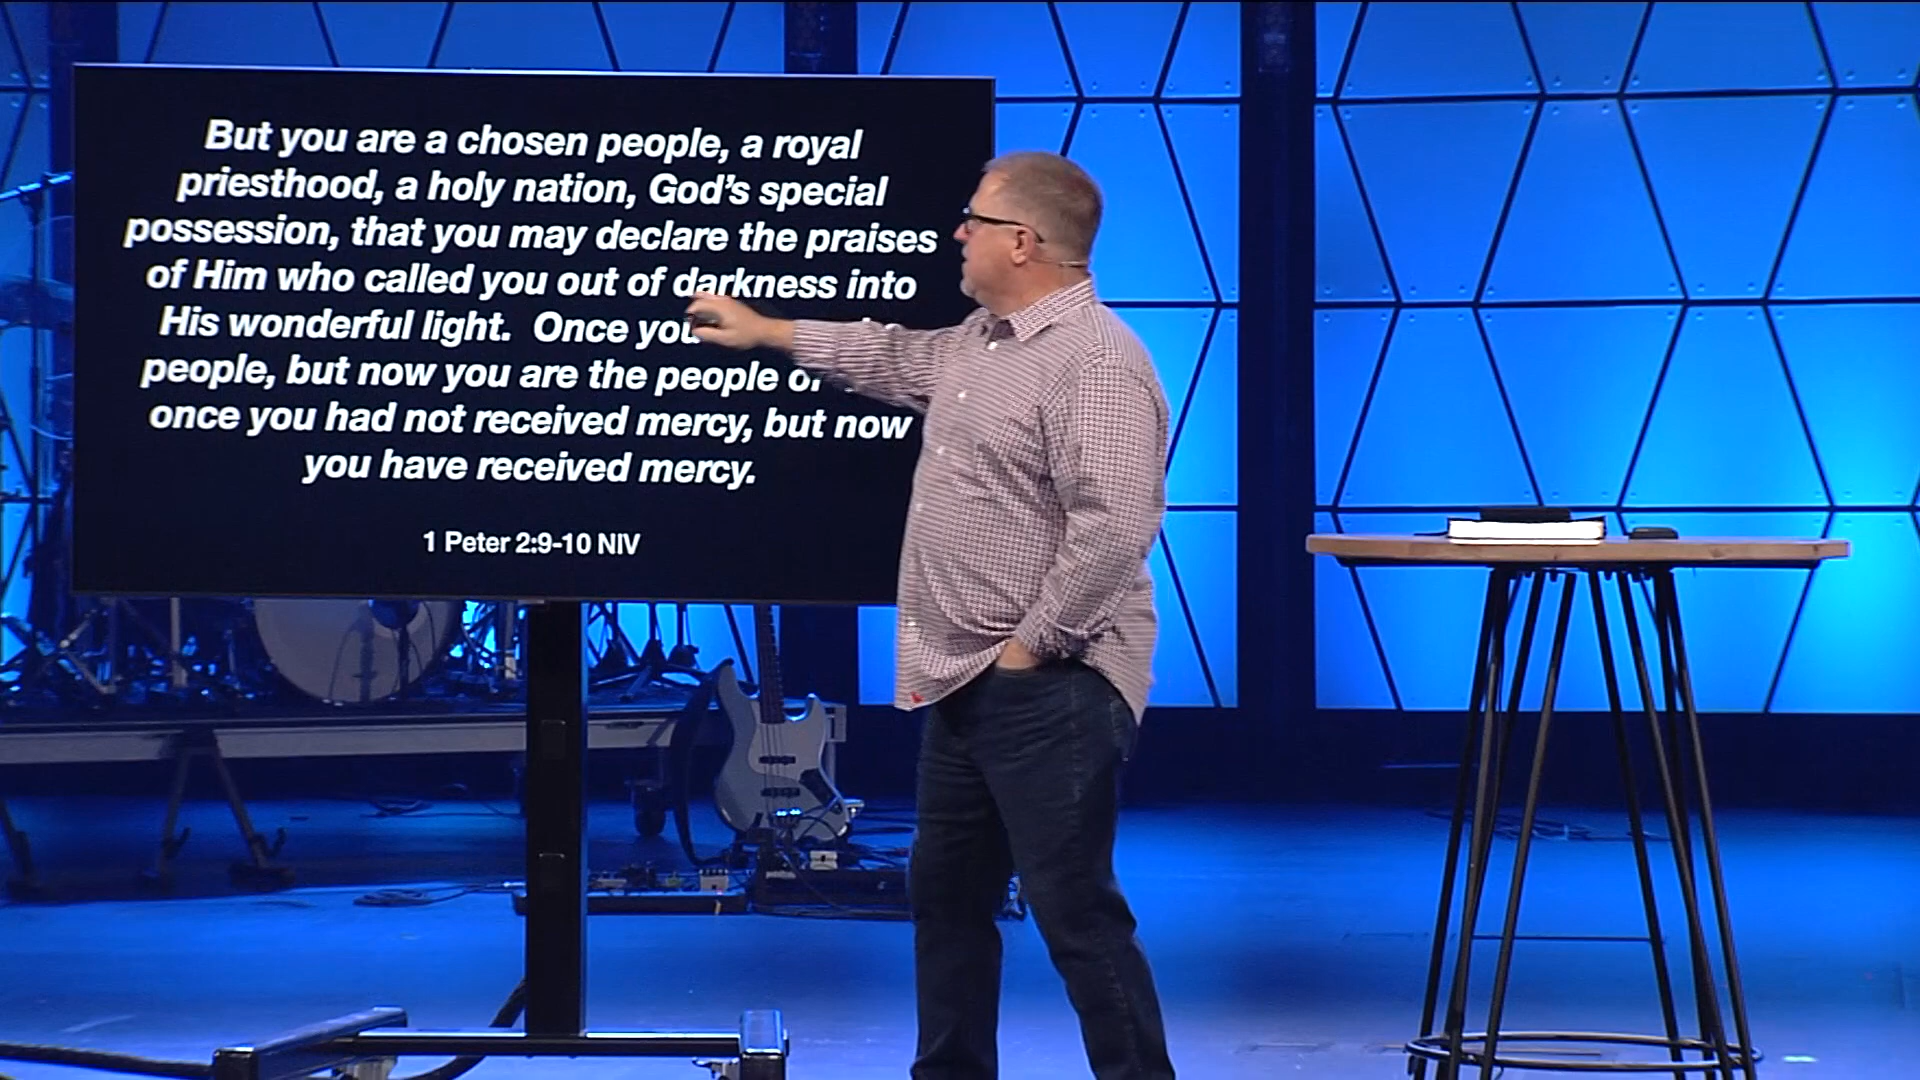 But you are a chosen people, a royal
priesthood, a holy nation, God's special
possession, that you may declare the praises
of Him who called you out of darkness into
His wonderful light. Once you
people, but now you are the people
once you had not received mercy, but now
you have received mercy.
1 Peter 2:9-10 NIV